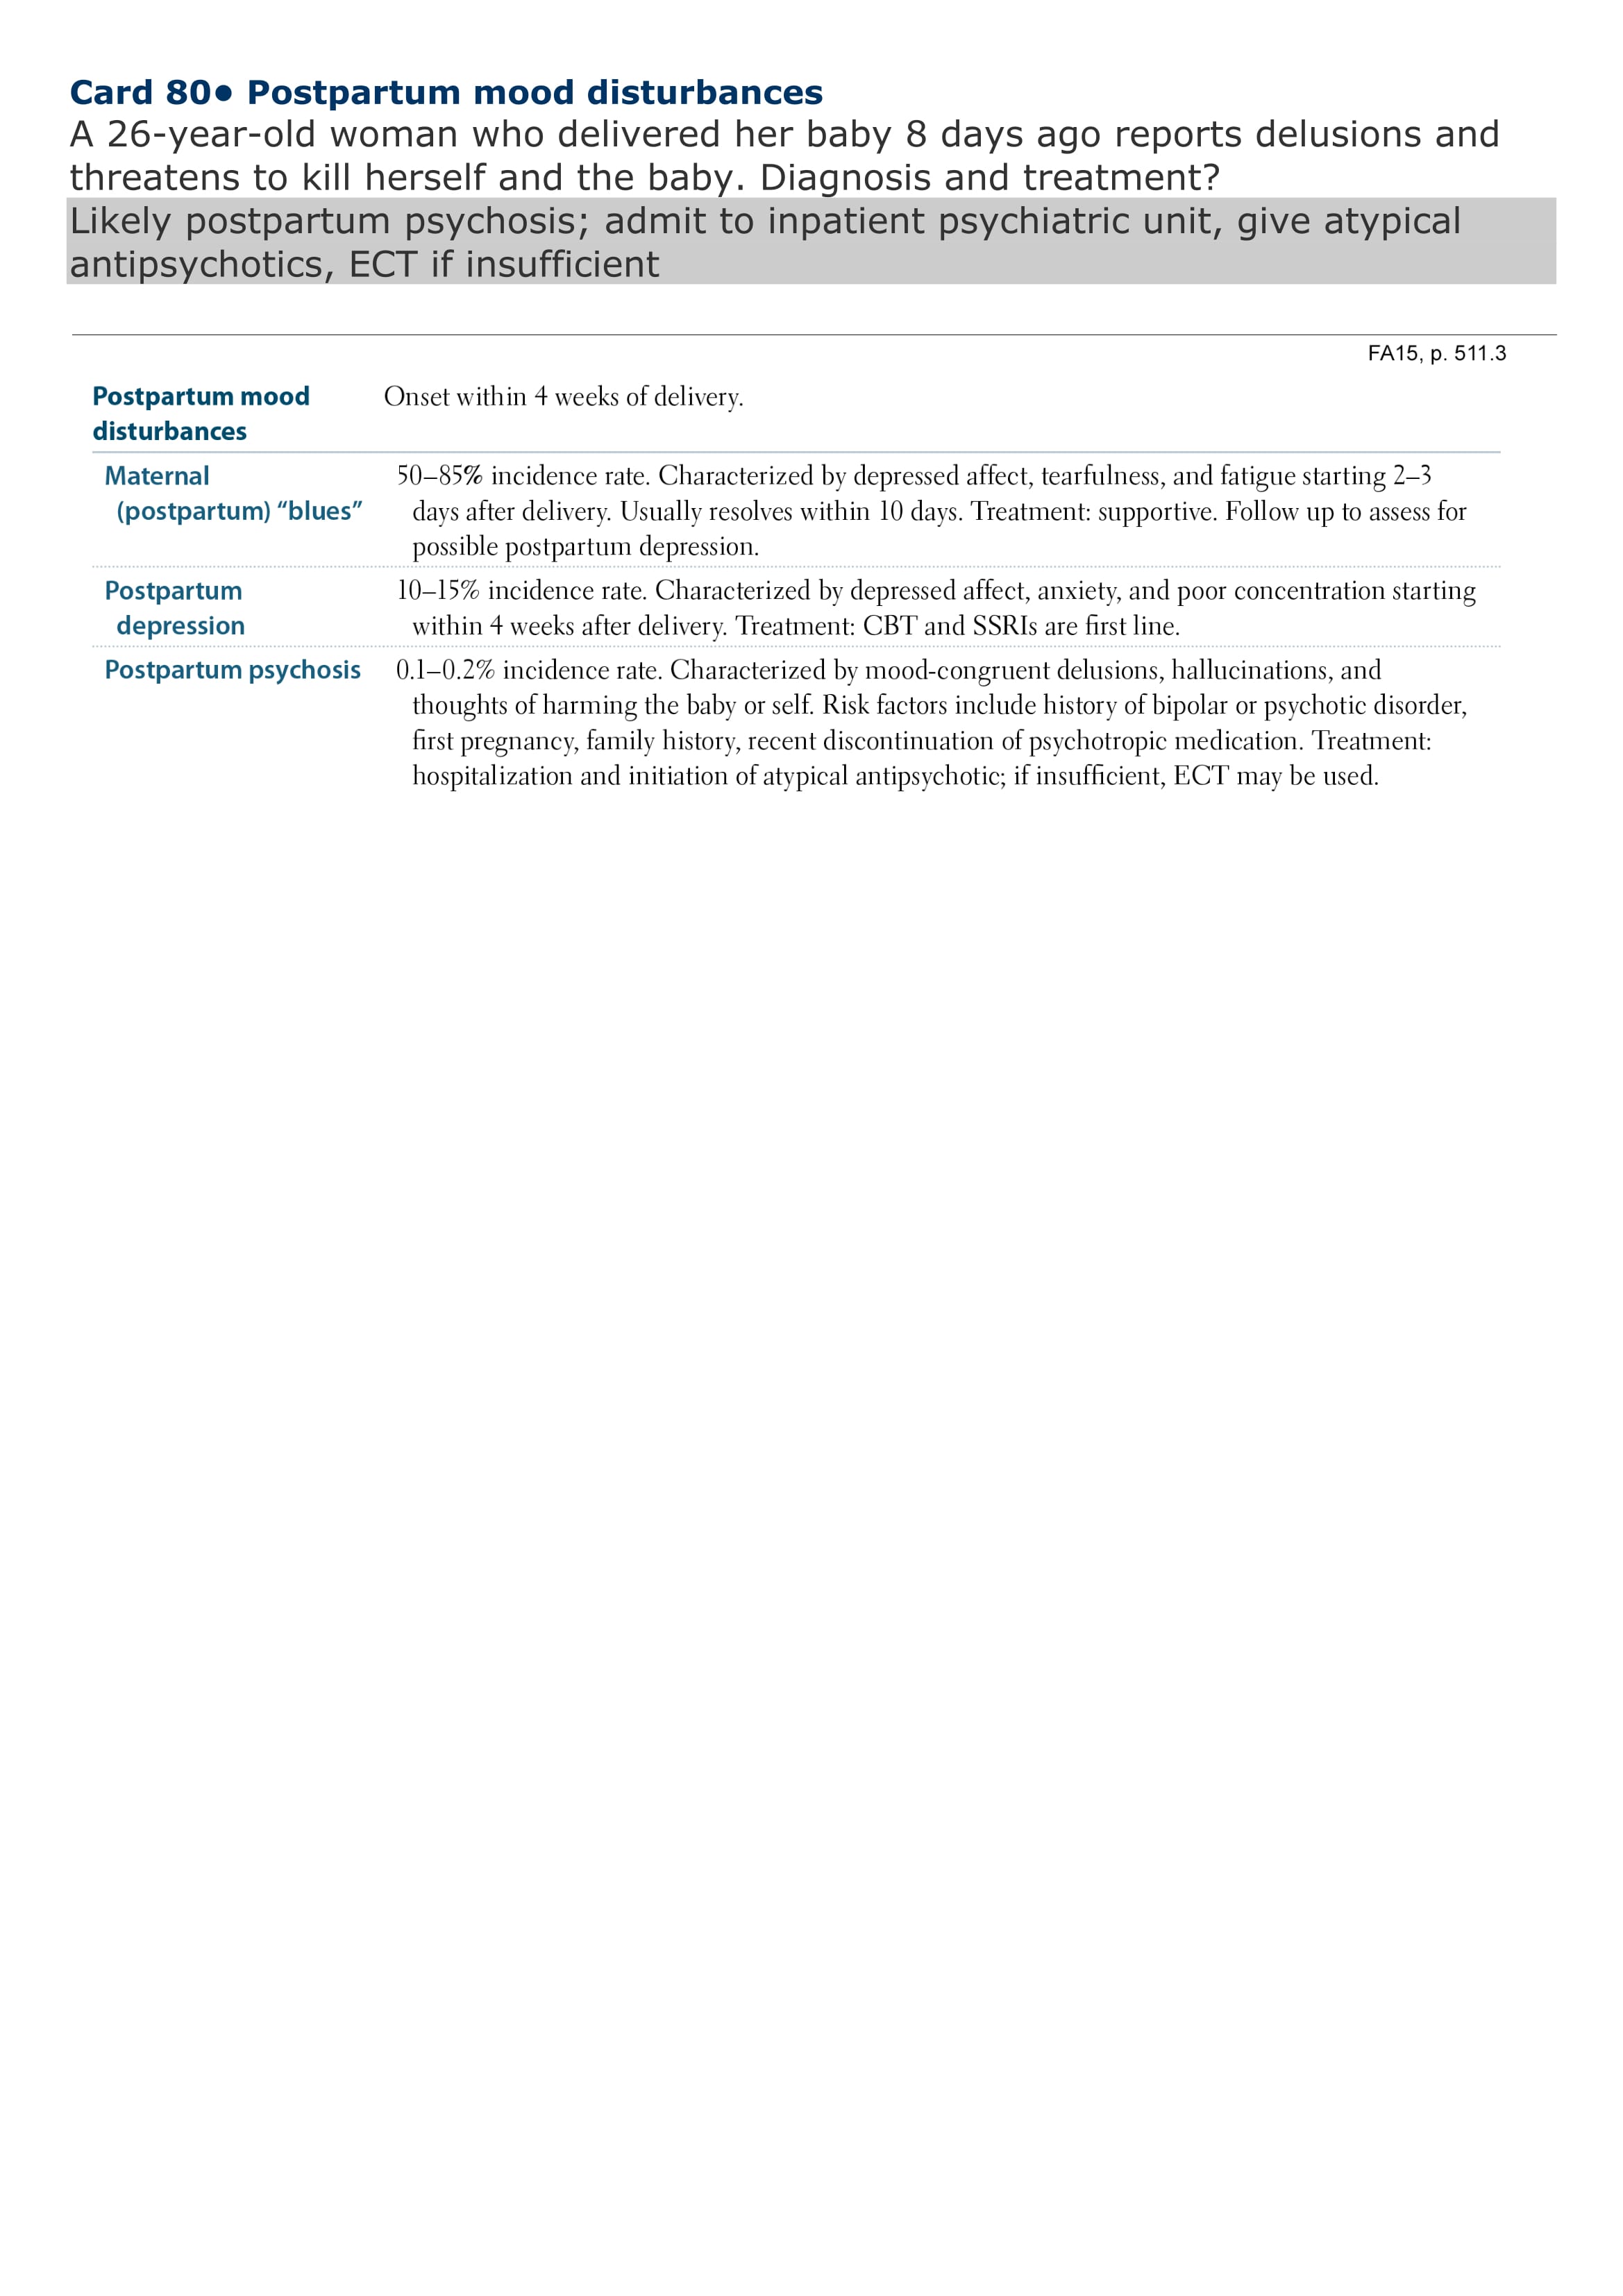 Card 80• Postpartum mood disturbances
A 26-year-old woman who delivered her baby 8 days ago reports delusions and
threatens to kill herself and the baby. Diagnosis and treatment?
Likely postpartum psychosis; admit to inpatient psychiatric unit, give atypical
antipsychotics, ECT if insufficient
FA15, p. 511.3
Postpartum mood
disturbances
Onset within 4 weeks of delivery.
Maternal
(postpartum) “blues”
50–85% incidence rate. Characterized by depressed affect, tearfulness, and fatigue starting 2–3
days after delivery. Usually resolves within 10 days. Treatment: supportive. Follow up to assess for
possible postpartum depression.
Postpartum
depression
10–15% incidence rate. Characterized by depressed affect, anxiety, and poor concentration starting
within 4 weeks after delivery. Treatment: CBT and SSRIs are first line.
Postpartum psychosis
0.1–0.2% incidence rate. Characterized by mood-congruent delusions, hallucinations, and
thoughts of harming the baby or self. Risk factors include history of bipolar or psychotic disorder,
first pregnancy, family history, recent discontinuation of psychotropic medication. Treatment:
hospitalization and initiation of atypical antipsychotic; if insufficient, ECT may be used.